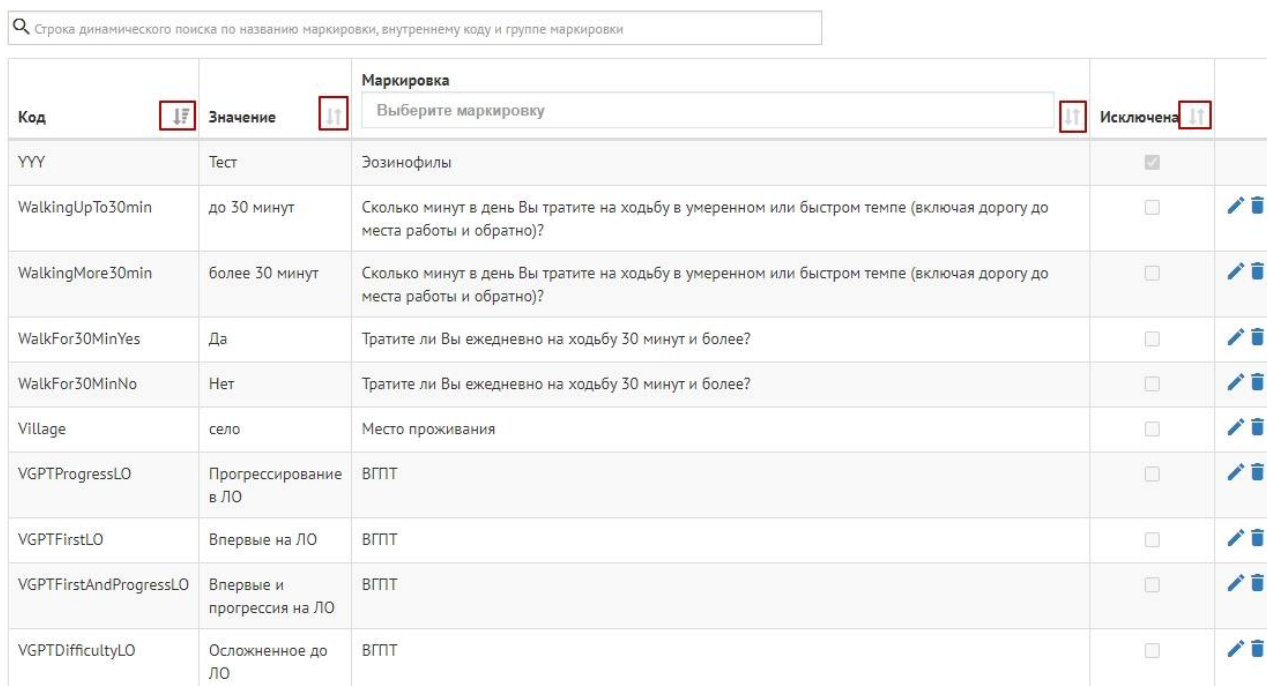 Строка динамического поиска по названию маркировки, внутреннему коду и группе маркировки
Маркировка
Код Значение Выберите маркировку Исключена
YYY Тест Эозинофилы
WalkingUpTo30min до 30 минут Сколько минут в день Вы тратите на ходьбу в умеренном или быстром темпе (включая дорогу до
места работы и обратно)?
WalkingMore30min более 30 минут Сколько минут в день Вы тратите на ходьбу в умеренном или быстром темпе (включая дорогу до
места работы и обратно)?
WalkFor30MinYes Да Тратите ли Вы ежедневно на ходьбу 30 минут и более?
WalkFor30MinNo Нет Тратите ли Вы ежедневно на ходьбу 30 минут и более?
Village село Место проживания
VGPTProgressLO Прогрессирование ВГПТ
в ЛО
VGPTFirstLO Впервые на ЛО ВГПТ
VGPTFirstAndProgressLO Впервые и ВГПТ
прогрессия на ЛО
VGPTDifficultyLO Осложненное до ВГПТ
ЛО